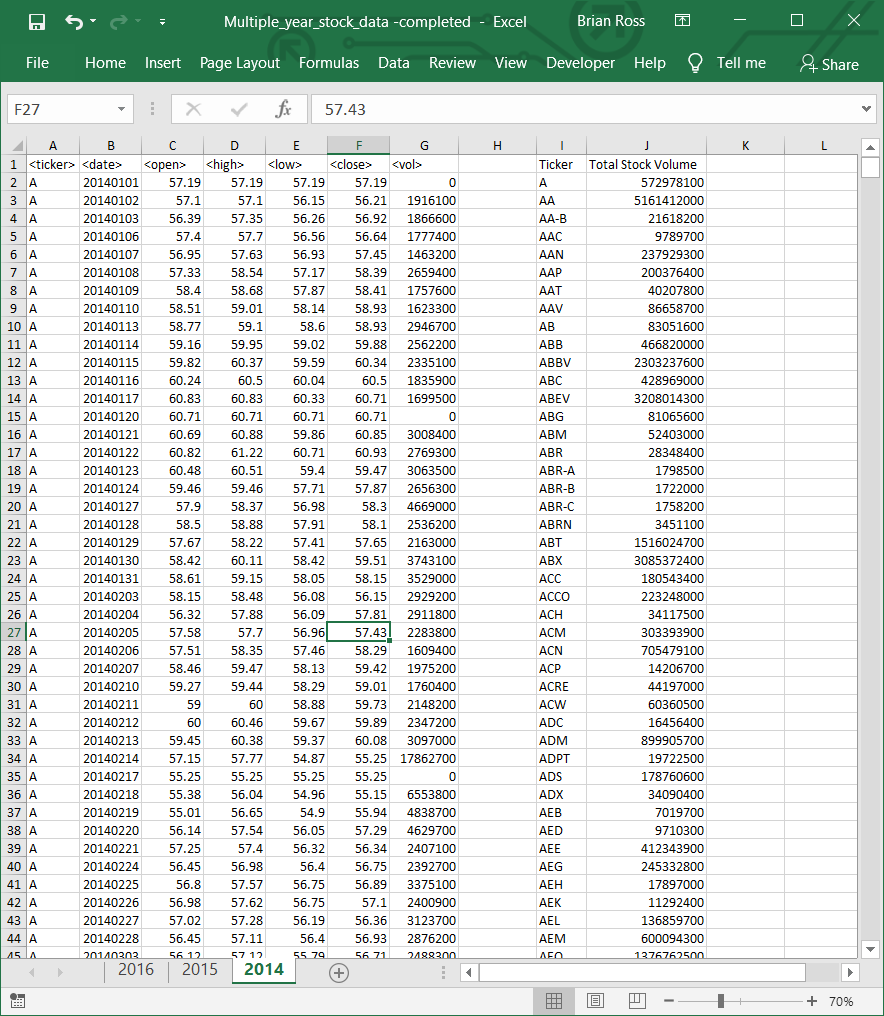 Multiple_year_stock_data -completed - Excel Brian Ross
File Home Insert Page Layout Formulas Data Review View Developer Help Tell me Share
F27 fx 57.43
A B C D E F G H I J K L
1 <ticker> <date> <open> <high> <low> <close> <vol> Ticker Total Stock Volume
2 A 20140101 57.19 57.19 57.19 57.19 0 A 572978100
3 A 20140102 57.1 57.1 56.15 56.21 1916100 AA 5161412000
4 A 20140103 56.39 57.35 56.26 56.92 1866600 AA-B 21618200
5 A 20140106 57.4 57.7 56.56 56.64 1777400 AAC 9789700
6 A 20140107 56.95 57.63 56.93 57.45 1463200 AAN 237929300
7 A 20140108 57.33 58.54 57.17 58.39 2659400 AAP 200376400
8 A 20140109 58.4 58.68 57.87 58.41 1757600 AAT 40207800
9 A 20140110 58.51 59.01 58.14 58.93 1623300 AAV 86658700
10 A 20140113 58.77 59.1 58.6 58.93 2946700 AB 83051600
11 A 20140114 59.16 59.95 59.02 59.88 2562200 ABB 466820000
12 A 20140115 59.82 60.37 59.59 60.34 2335100 ABBV 2303237600
13 A 20140116 60.24 60.5 60.04 60.5 1835900 ABC 428969000
14 A 20140117 60.83 60.83 60.33 60.71 1699500 ABEV 3208014300
15 A 20140120 60.71 60.71 60.71 60.71 0 ABG 81065600
16 A 20140121 60.69 60.88 59.86 60.85 3008400 ABM 52403000
17 A 20140122 60.82 61.22 60.71 60.93 2769300 ABR 28348400
18 A 20140123 60.48 60.51 59.4 59.47 3063500 ABR-A 1798500
19 A 20140124 59.46 59.46 57.71 57.87 2656300 ABR-B 1722000
20 A 20140127 57.9 58.37 56.98 58.3 4669000 ABR-C 1758200
21 A 20140128 58.5 58.88 57.91 58.1 2536200 ABRN 3451100
22 A 20140129 57.67 58.22 57.41 57.65 2163000 ABT 1516024700
23 A 20140130 58.42 60.11 58.42 59.51 3743100 ABX 3085372400
24 A 20140131 58.61 59.15 58.05 58.15 3529000 ACC 180543400
25 A 20140203 58.15 58.48 56.08 56.15 2929200 ACCO 223248000
26 A 20140204 56.32 57.88 56.09 57.81 2911800 ACH 34117500
27 A 20140205 57.58 57.7 56.96 57.43 2283800 ACM 303393900
28 A 20140206 57.51 58.35 57.46 58.29 1609400 ACN 705479100
29 A 20140207 58.46 59.47 58.13 59.42 1975200 ACP 14206700
30 A 20140210 59.27 59.44 58.29 59.01 1760400 ACRE 44197000
31 A 20140211 59 60 58.88 59.73 2148200 ACW 60360500
32 A 20140212 60 60.46 59.67 59.89 2347200 ADC 16456400
33 A 20140213 59.45 60.38 59.37 60.08 3097000 ADM 899905700
34 A 20140214 57.15 57.77 54.87 55.25 17862700 ADPT 19722500
35 A 20140217 55.25 55.25 55.25 55.25 0 ADS 178760600
36 A 20140218 55.38 56.04 54.96 55.15 6553800 ADX 34090400
37 A 20140219 55.01 56.65 54.9 55.94 4838700 AEB 7019700
38 A 20140220 56.14 57.54 56.05 57.29 4629700 AED 9710300
39 A 20140221 57.25 57.4 56.32 56.34 2407100 AEE 412343900
40 A 20140224 56.45 56.98 56.4 56.75 2392700 AEG 245332800
41 A 20140225 56.8 57.57 56.75 56.89 3375100 AEH 17897000
42 A 20140226 56.98 57.62 56.75 57.1 2400900 AEK 11292400
43 A 20140227 57.02 57.28 56.19 56.36 3123700 AEL 136859700
44 A 20140228 56.45 57.11 56.4 56.93 2876200 AEM 600094300
45 A 20140303 56.12 57.12 55.79 56.71 2488300 AEO 1376762500
2016 2015 2014
70%